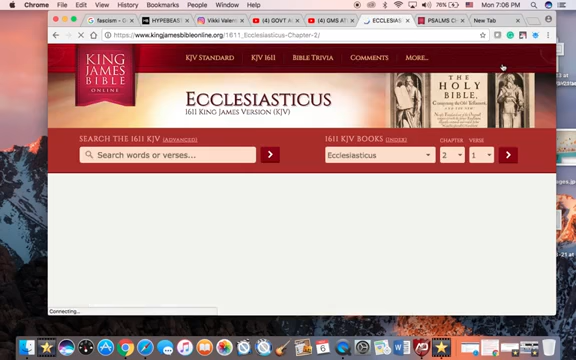 Chrome File Edit View History Bookmarks People Window Help
76% Mon 7:06 PM
fascism - G
HYPEBEAS
Vikki Valen
(4) GOVT A
(4) GMS A
ECCLESIAS
PSALMS C
New Tab
https://www.kingjamesbibleonline.org/1611_Ecclesiasticus-Chapter-2/
KING
JAMES
BIBLE
ONLINE
KJV STANDARD
KJV 1611
BIBLE TRIVIA
COMMENTS
MORE...
ECCLESIASTICUS
1611 KING JAMES VERSION (KJV)
THE
HOLY
BIBLE,
SEARCH THE 1611 KJV (ADVANCED)
1611 KJV BOOKS (INDEX)
CHAPTER
VERSE
Search words or verses...
Ecclesiasticus
2
1
Connecting...